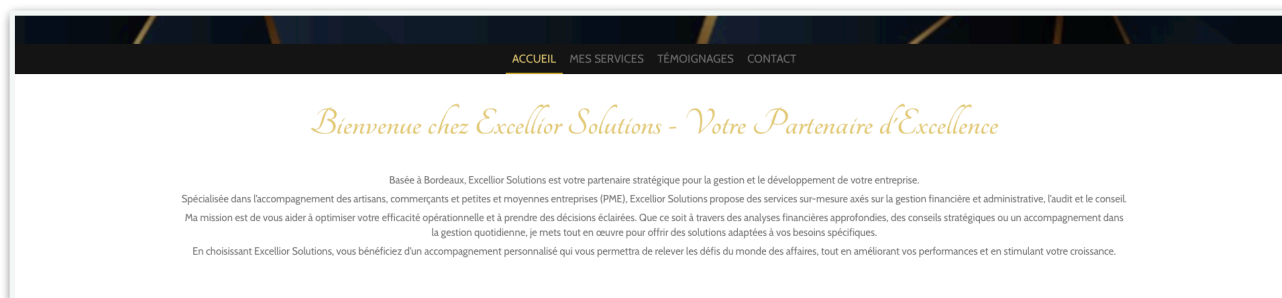 ACCUEIL MES SERVICES TÉMOIGNAGES CONTACT
Bienvenue chez Excellior Solutions - Votre Partenaire d'Excellence
Basée à Bordeaux, Excellior Solutions est votre partenaire stratégique pour la gestion et le développement de votre entreprise.
Spécialisée dans l'accompagnement des artisans, commerçants et petites et moyennes entreprises (PME), Excellior Solutions propose des services sur-mesure axés sur la gestion financière et administrative, l'audit et le conseil.
Ma mission est de vous aider à optimiser votre efficacité opérationnelle et à prendre des décisions éclairées. Que ce soit à travers des analyses financières approfondies, des conseils stratégiques ou un accompagnement dans
la gestion quotidienne, je mets tout en œuvre pour offrir des solutions adaptées à vos besoins spécifiques.
En choisissant Excellior Solutions, vous bénéficiez d'un accompagnement personnalisé qui vous permettra de relever les défis du monde des affaires, tout en améliorant vos performances et en stimulant votre croissance.